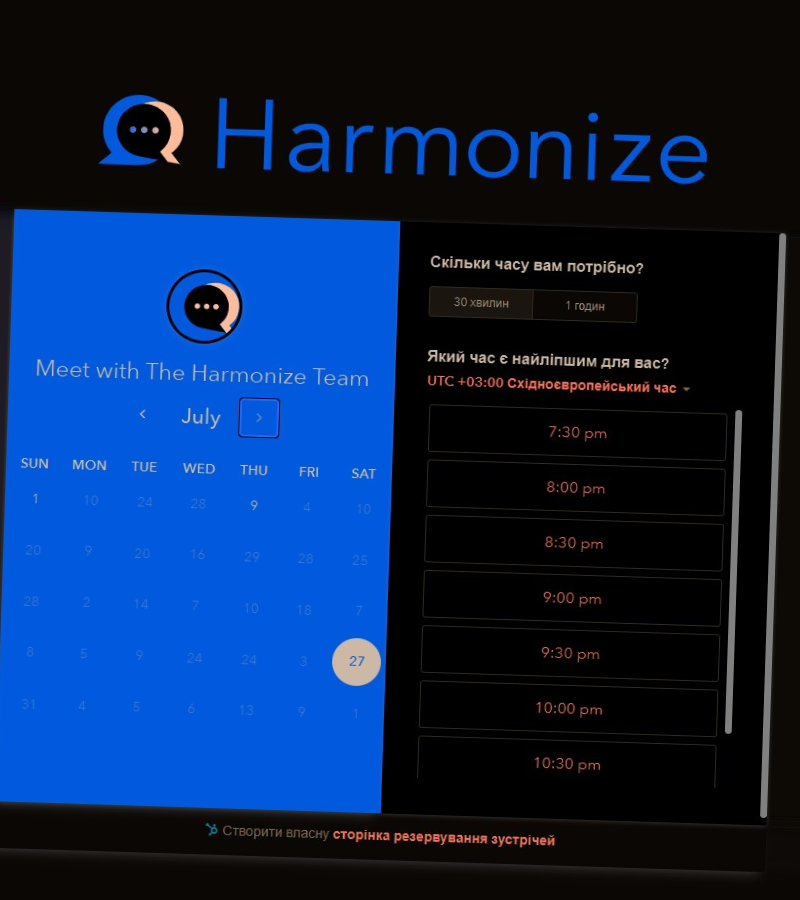 Harmonize
Meet with The Harmonize Team
July
SUN MON TUE WED THU FRI SAT
1 10 24 28 9 4 10
20 9 20 16 29 28 25
28 2 14 7 10 18 7
8 5 9 24 24 3 27
31 4 5 6 13 9 1
Скільки часу вам потрібно?
30 хвилин 1 годин
Який час є найліпшим для вас?
UTC +03:00 Східноєвропейський час
7:30 pm
8:00 pm
8:30 pm
9:00 pm
9:30 pm
10:00 pm
10:30 pm
Створити власну сторінка резервування зустрічей